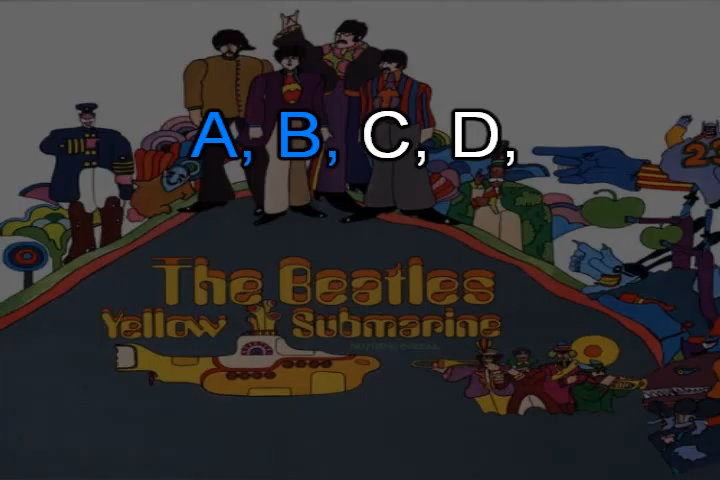 A, B, C, D,
The Beatles
Yellow Submarine